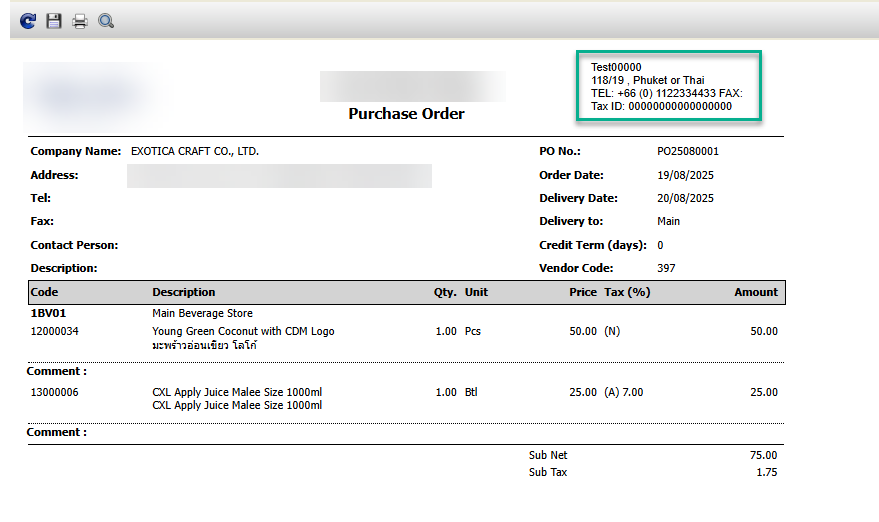 Test00000
118/19 , Phuket or Thai
TEL: +66 (0) 1122334433 FAX:
Tax ID: 00000000000000000
Purchase Order
Company Name: EXOTICA CRAFT CO., LTD. PO No.: PO25080001
Address: Order Date: 19/08/2025
Tel: Delivery Date: 20/08/2025
Fax: Delivery to: Main
Contact Person: Credit Term (days): 0
Description: Vendor Code: 397
Code Description Qty. Unit Price Tax (%) Amount
1BV01 Main Beverage Store
12000034 Young Green Coconut with CDM Logo 1.00 Pcs 50.00 (N) 50.00
มะพร้าวอ่อนเขียว โลโก้
Comment :
13000006 CXL Apply Juice Malee Size 1000ml 1.00 Btl 25.00 (A) 7.00 25.00
CXL Apply Juice Malee Size 1000ml
Comment :
Sub Net 75.00
Sub Tax 1.75